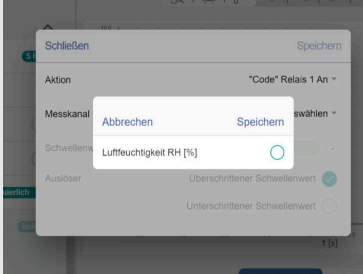 Schließen Speichern
Aktion "Code" Relais 1 An
Messkanal swählen
Abbrechen Speichern
Luftfeuchtigkeit RH [%]
Schwellenw
Auslöser Überschrittener Schwellenwert
uierlich
Unterschrittener Schwellenwert
t [s]